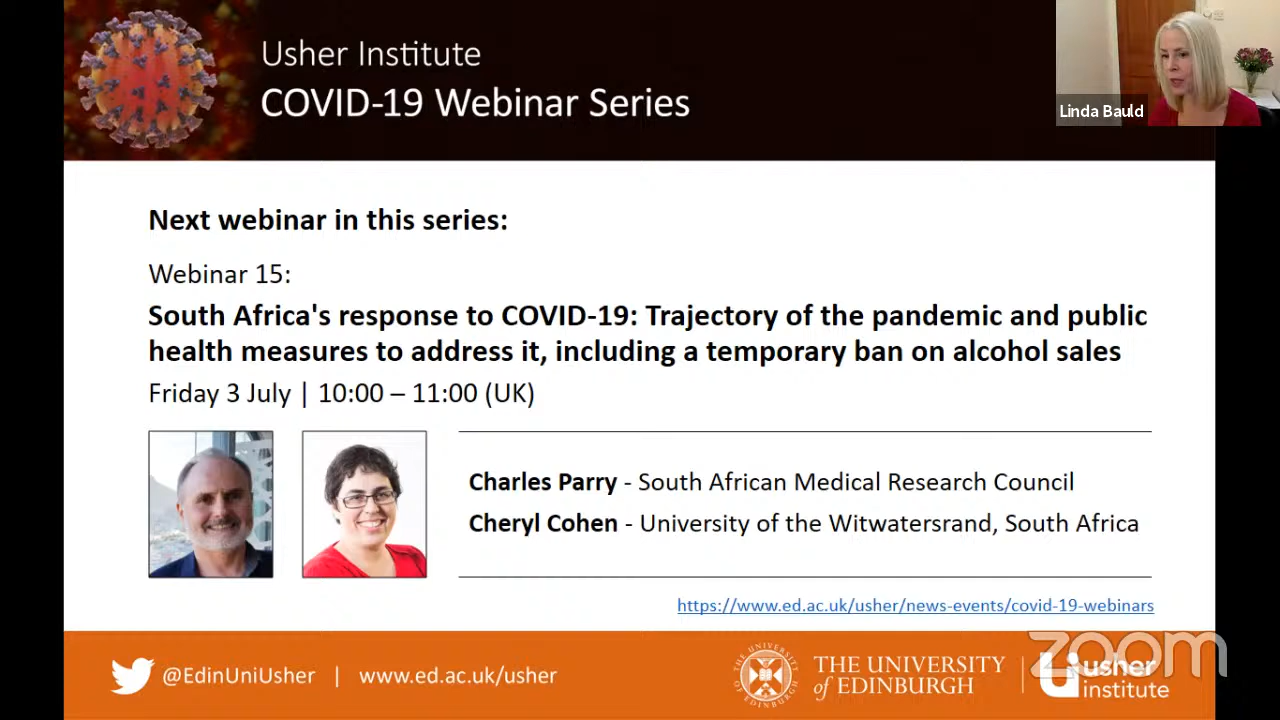 Usher Institute
COVID-19 Webinar Series
Linda Bauld
Next webinar in this series:
Webinar 15:
South Africa's response to COVID-19: Trajectory of the pandemic and public
health measures to address it, including a temporary ban on alcohol sales
Friday 3 July | 10:00 – 11:00 (UK)
Charles Parry - South African Medical Research Council
Cheryl Cohen - University of the Witwatersrand, South Africa
https://www.ed.ac.uk/usher/news-events/covid-19-webinars
@EdinUniUsher | www.ed.ac.uk/usher
THE UNIVERSITY OF EDINBURGH
THE UNIVERSITY
of EDINBURGH
usher
institute
zoom